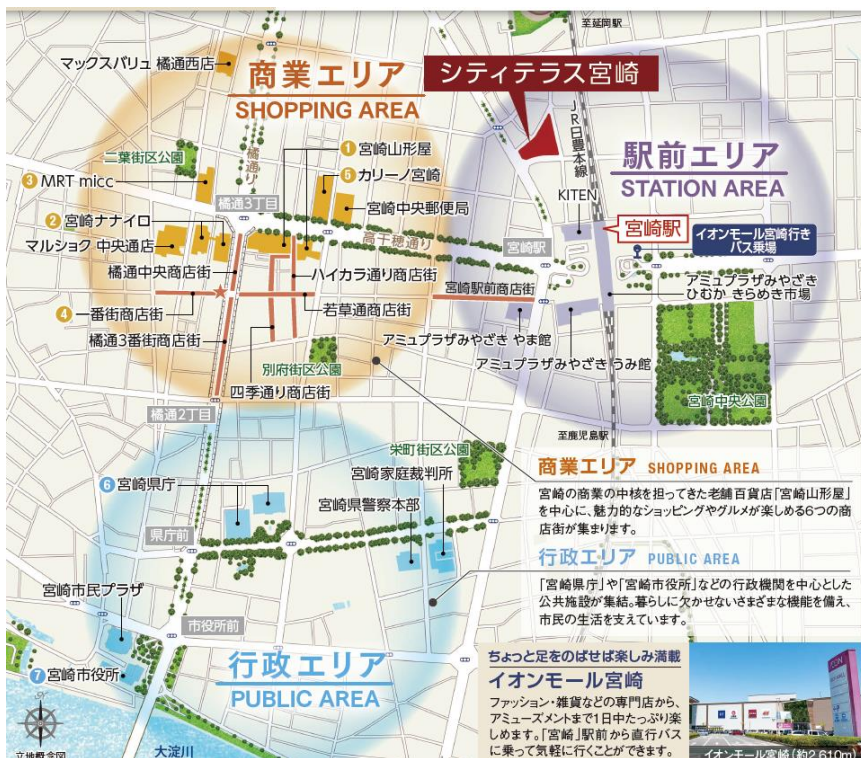 至延岡駅
マックスバリュ 橘通西店
商業エリア
SHOPPING AREA
シティテラス宮崎
JR日豊本線
駅前エリア
STATION AREA
二葉街区公園
橘通り
1 宮崎山形屋
5 カリーノ宮崎
3 MRT micc
橘通3丁目
宮崎中央郵便局
KITEN
宮崎駅
イオンモール宮崎行き
バス乗場
2 宮崎ナナイロ
高千穂通り
宮崎駅
マルショク 中央通店
橘通中央商店街
ハイカラ通り商店街
宮崎駅前商店街
アミュプラザみやざき
ひむか きらめき市場
4 一番街商店街
若草通商店街
橘通3番街商店街
アミュプラザみやざき やま館
アミュプラザみやざき うみ館
別府街区公園
四季通り商店街
宮崎中央公園
橘通2丁目
至鹿児島駅
栄町街区公園
宮崎家庭裁判所
6 宮崎県庁
宮崎県警察本部
県庁前
商業エリア SHOPPING AREA
宮崎の商業の中核を担ってきた老舗百貨店「宮崎山形屋」
を中心に、魅力的なショッピングやグルメが楽しめる6つの商
店街が集まります。
行政エリア PUBLIC AREA
「宮崎県庁」や「宮崎市役所」などの行政機関を中心とした
公共施設が集結。暮らしに欠かせないさまざまな機能を備え、
市民の生活を支えています。
宮崎市民プラザ
市役所前
7 宮崎市役所
行政エリア
PUBLIC AREA
大淀川
立地概念図
ちょっと足をのばせば楽しみ満載
イオンモール宮崎
ファッション・雑貨などの専門店から、
アミューズメントまで1日中たっぷり楽
しめます。「宮崎」駅前から直行バス
に乗って気軽に行くことができます。
イオンモール宮崎(約2,610m)